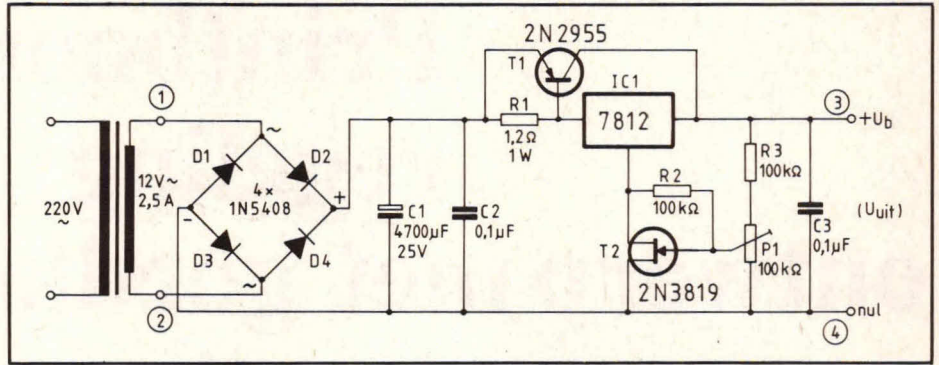 2N2955
T1
IC1
7812
R1
1,2Ω
1W
1
2
3
4
+Ub
nul
(Uuit)
220V
~
12V~
2,5A
~
~
D1
D2
D3
D4
4×
1N5408
-
+
C1
4700µF
25V
C2
0,1µF
R2
100kΩ
T2
2N3819
R3
100kΩ
P1
100kΩ
C3
0,1µF